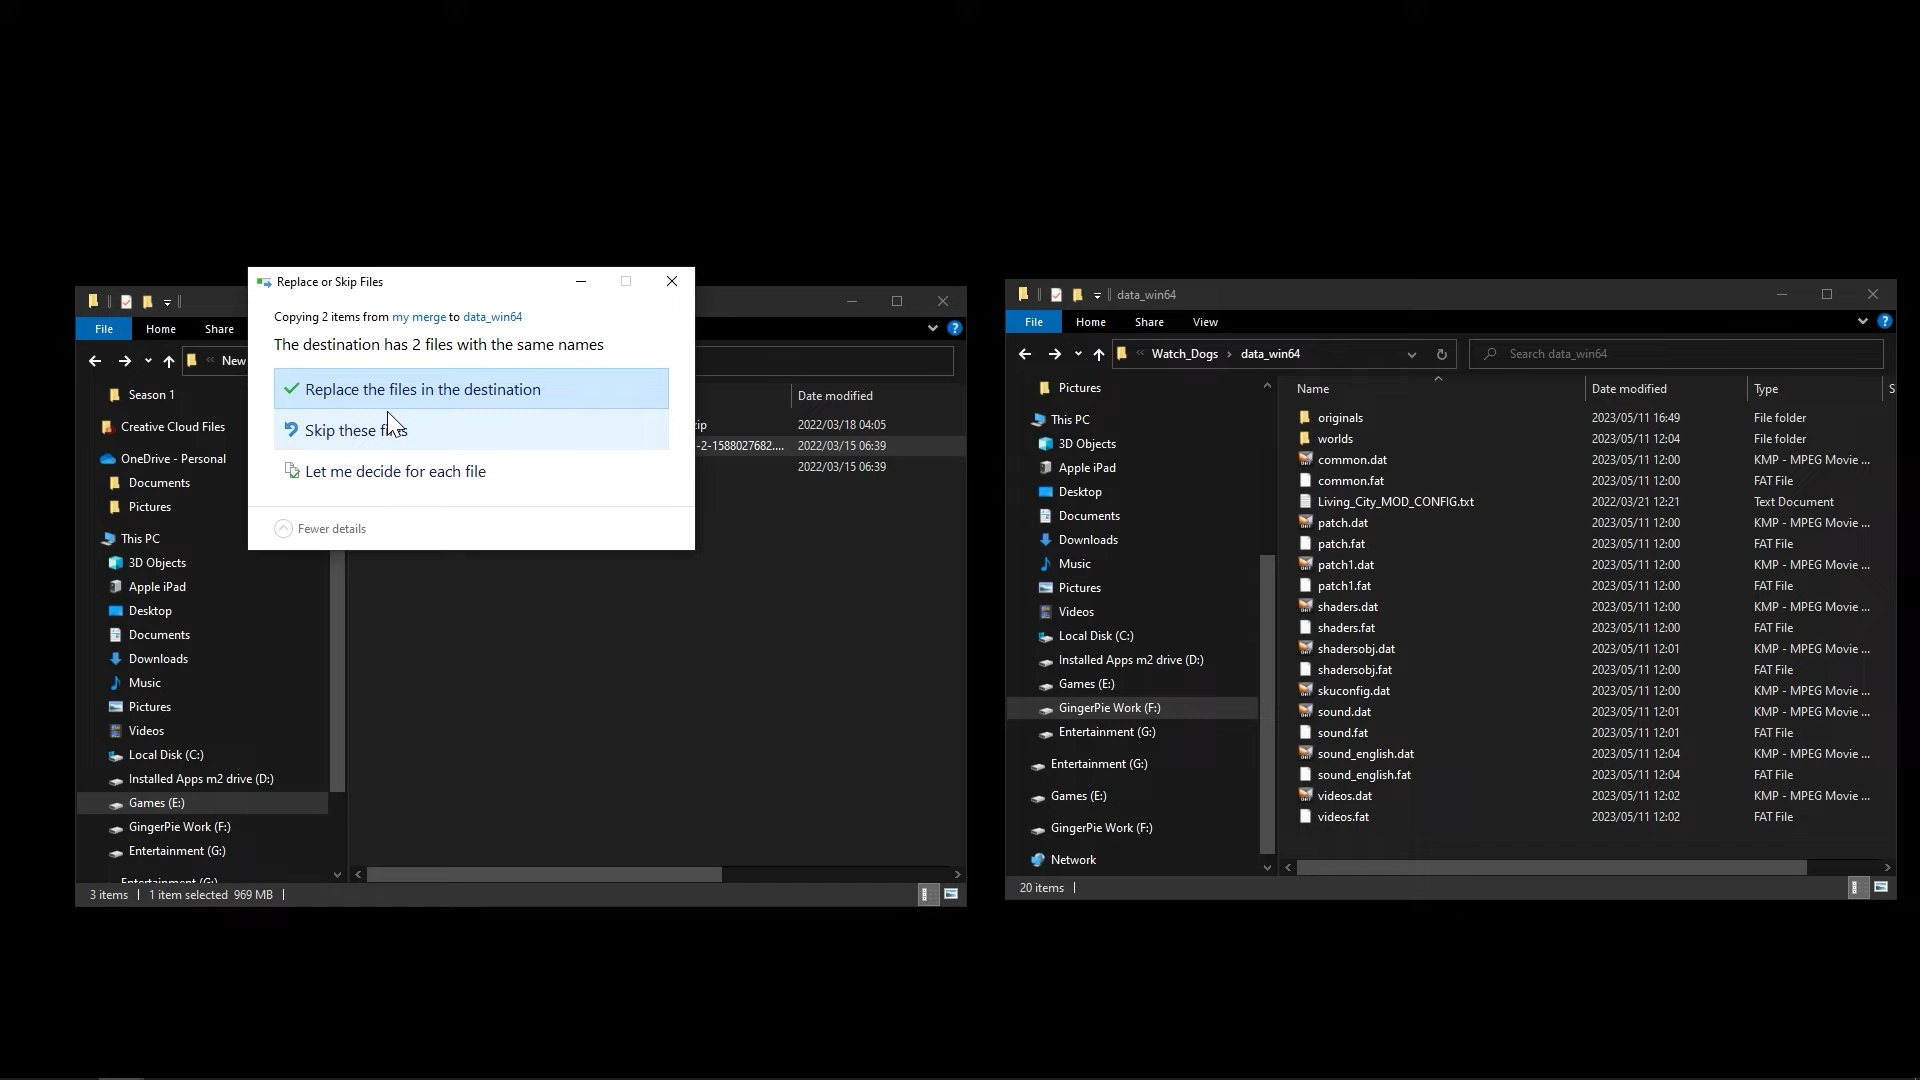 Replace or Skip Files
Copying 2 items from my merge to data_win64
The destination has 2 files with the same names
Replace the files in the destination
Skip these files
Let me decide for each file
Fewer details
File Home Share
New
Date modified
zip 2022/03/18 04:05
-2-1588027682.... 2022/03/15 06:39
2022/03/15 06:39
Season 1
Creative Cloud Files
OneDrive - Personal
Documents
Pictures
This PC
3D Objects
Apple iPad
Desktop
Documents
Downloads
Music
Pictures
Videos
Local Disk (C:)
Installed Apps m2 drive (D:)
Games (E:)
GingerPie Work (F:)
Entertainment (G:)
Entertainment (G:)
3 items 1 item selected 969 MB
data_win64
File Home Share View
Watch_Dogs > data_win64
Search data_win64
Pictures
This PC
3D Objects
Apple iPad
Desktop
Documents
Downloads
Music
Pictures
Videos
Local Disk (C:)
Installed Apps m2 drive (D:)
Games (E:)
GingerPie Work (F:)
Entertainment (G:)
Entertainment (G:)
Games (E:)
GingerPie Work (F:)
Network
Name Date modified Type S
originals 2023/05/11 16:49 File folder
worlds 2023/05/11 12:04 File folder
common.dat 2023/05/11 12:00 KMP - MPEG Movie ...
common.fat 2023/05/11 12:00 FAT File
Living_City_MOD_CONFIG.txt 2022/03/21 12:21 Text Document
patch.dat 2023/05/11 12:00 KMP - MPEG Movie ...
patch.fat 2023/05/11 12:00 FAT File
patch1.dat 2023/05/11 12:00 KMP - MPEG Movie ...
patch1.fat 2023/05/11 12:00 FAT File
shaders.dat 2023/05/11 12:00 KMP - MPEG Movie ...
shaders.fat 2023/05/11 12:00 FAT File
shadersobj.dat 2023/05/11 12:01 KMP - MPEG Movie ...
shadersobj.fat 2023/05/11 12:00 FAT File
skuconfig.dat 2023/05/11 12:00 KMP - MPEG Movie ...
sound.dat 2023/05/11 12:01 KMP - MPEG Movie ...
sound.fat 2023/05/11 12:01 FAT File
sound_english.dat 2023/05/11 12:04 KMP - MPEG Movie ...
sound_english.fat 2023/05/11 12:04 FAT File
videos.dat 2023/05/11 12:02 KMP - MPEG Movie ...
videos.fat 2023/05/11 12:02 FAT File
20 items